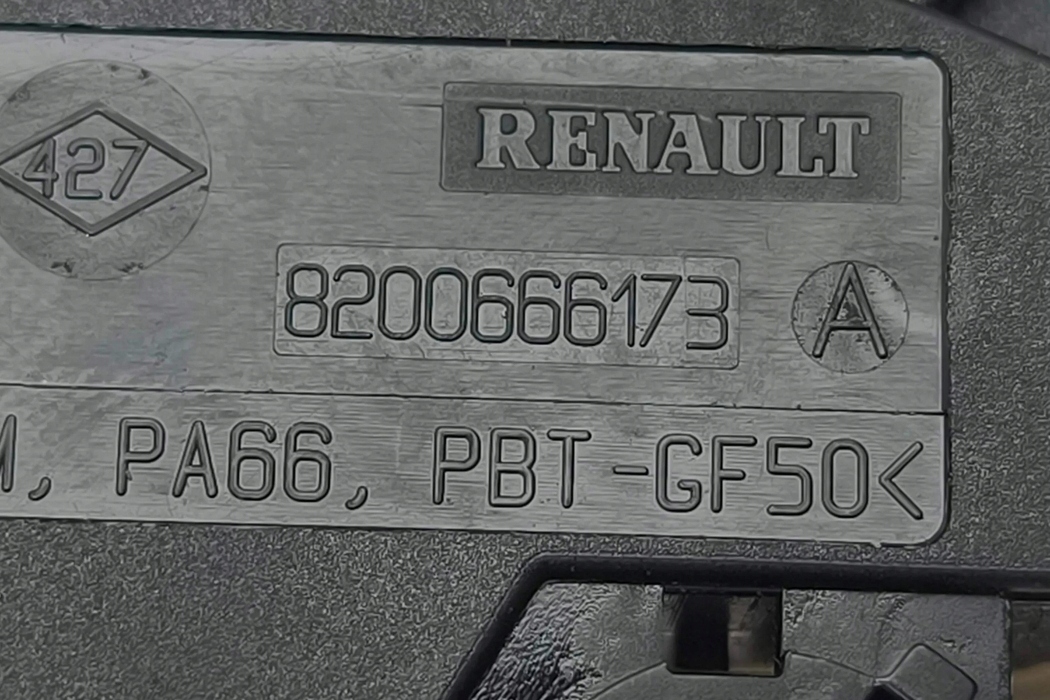 427
RENAULT
8200666173
A
M, PA66, PBT-GF50<